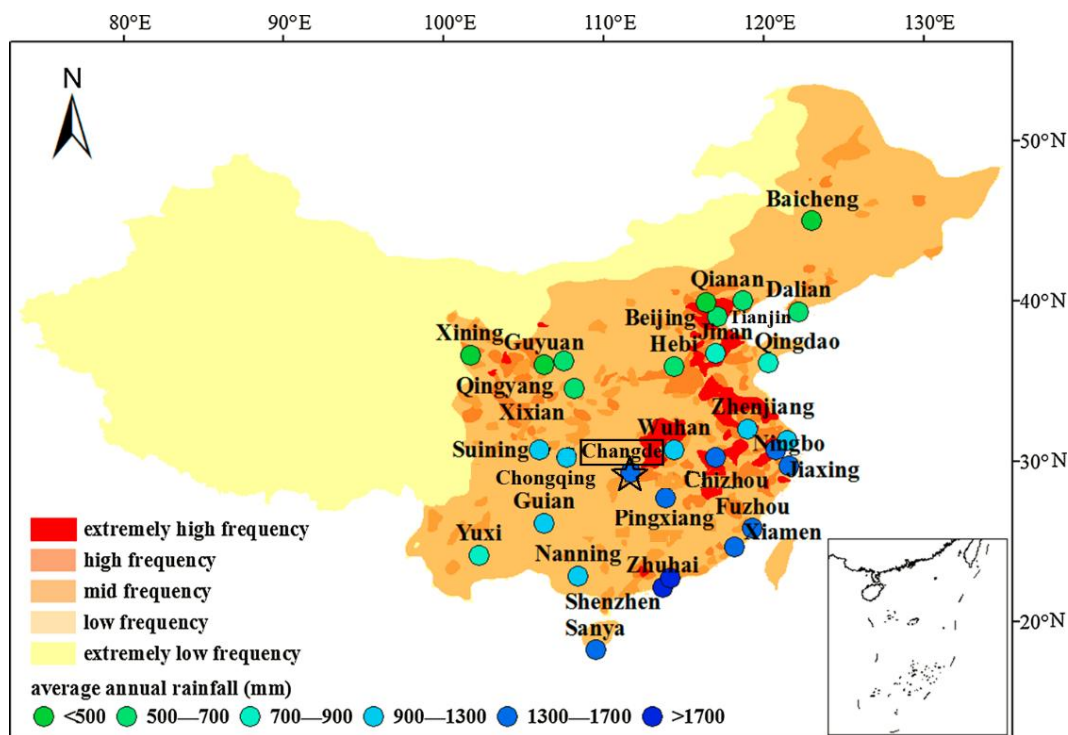 80°E 90°E 100°E 110°E 120°E 130°E
N
50°N
Baicheng
40°N
Qianan
Dalian
Beijing
Tianjin
Xining
Guyuan
Hebi
Jinan
Qingdao
Qingyang
Xixian
Zhenjiang
Wuhan
Ningbo
Suining
Changde
30°N
Jiaxing
Chongqing
Chizhou
Guian
Pingxiang
Fuzhou
Xiamen
Yuxi
Nanning
Zhuhai
Shenzhen
Sanya
20°N
extremely high frequency
high frequency
mid frequency
low frequency
extremely low frequency
average annual rainfall (mm)
<500 500—700 700—900 900—1300 1300—1700 >1700